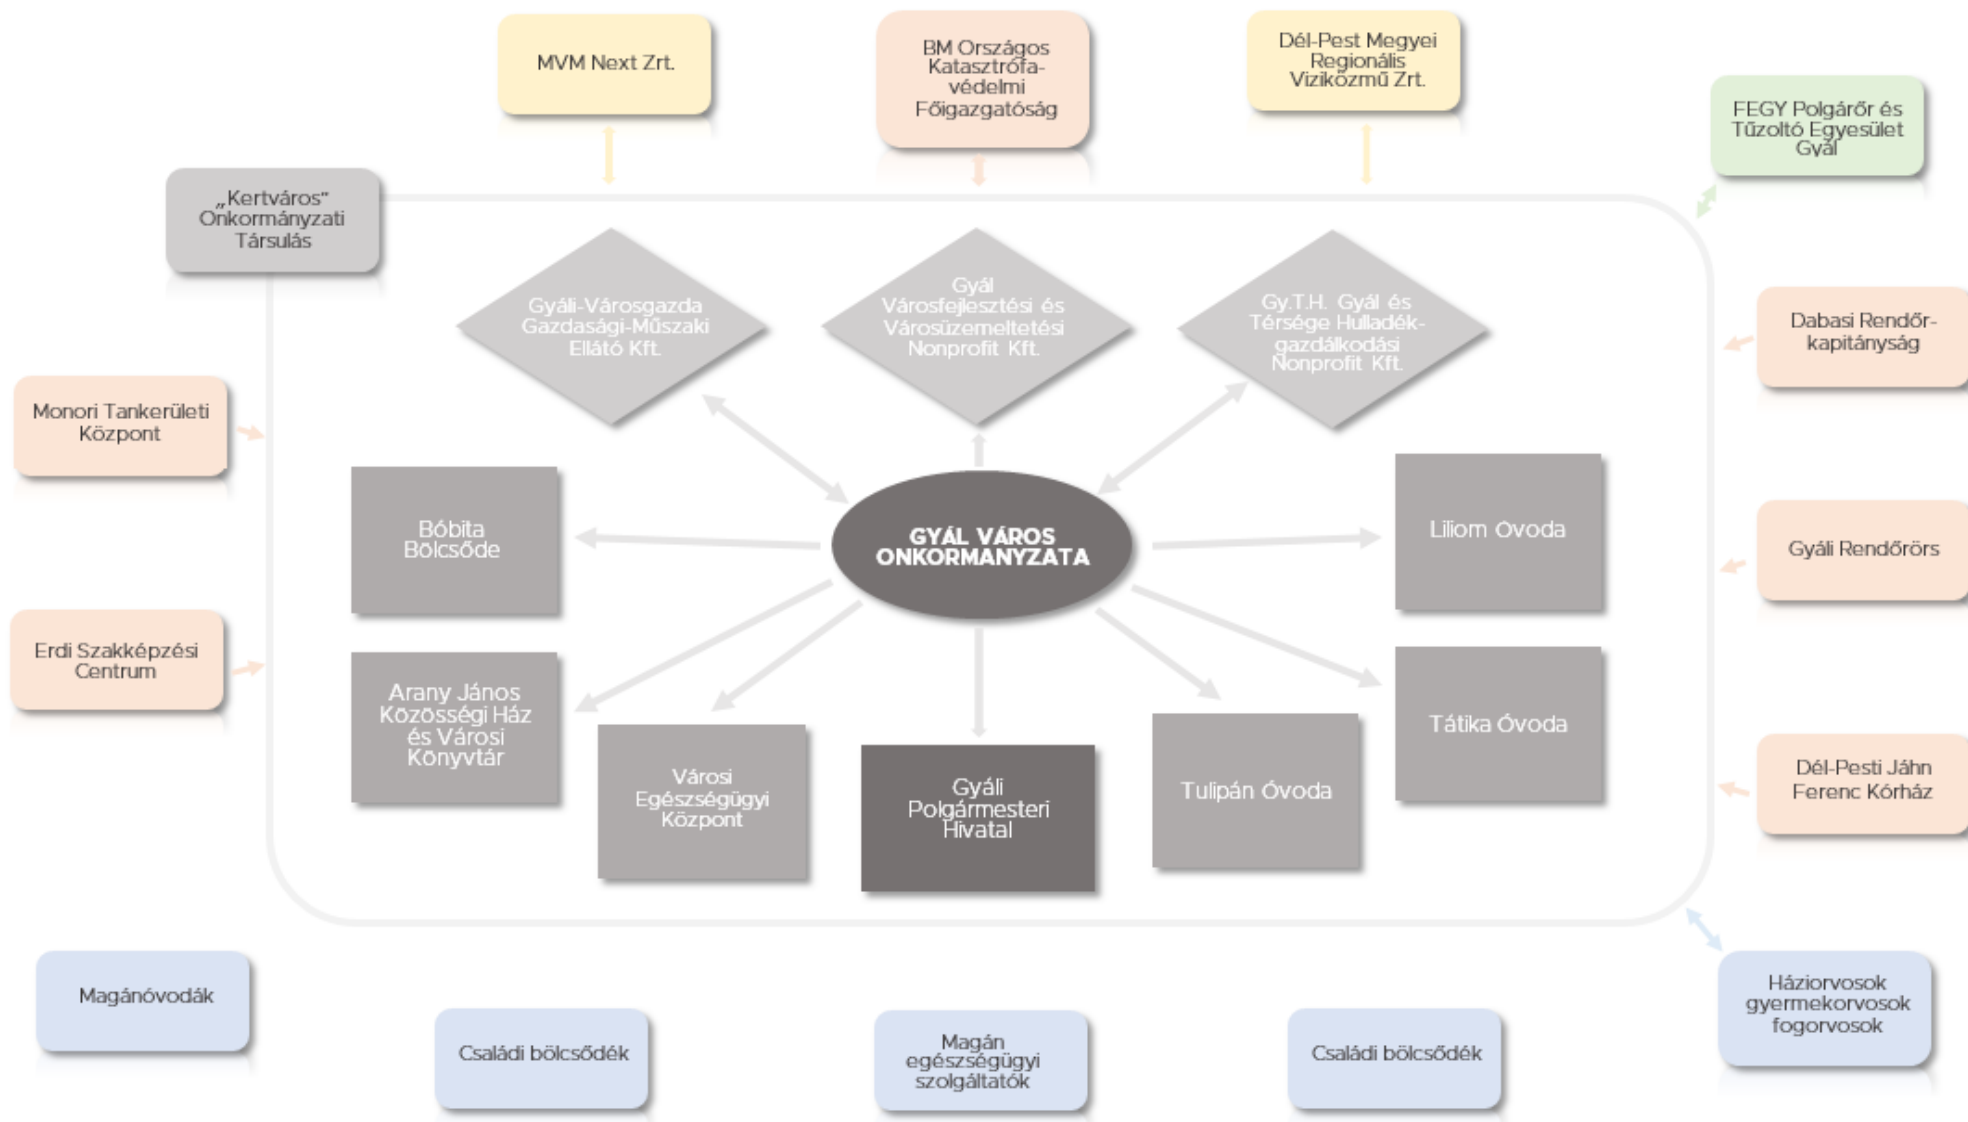 MVM Next Zrt.
BM Országos
Katasztrófa-
védelmi
Főigazgatóság
Dél-Pest Megyei
Regionális
Viziközmű Zrt.
FEGY Polgárőr és
Tűzoltó Egyesület
Gyál
„Kertváros”
Onkormányzati
Társulás
Gyáli-Városgazda
Gazdasági-Műszaki
Ellátó Kft.
Gyál
Városfejlesztési és
Városüzemeltetési
Nonprofit Kft.
Gy.T.H. Gyál és
Térsége Hulladék-
gazdálkodási
Nonprofit Kft.
Dabasi Rendőr-
kapitányság
Monori Tankerületi
Központ
Bóbita
Bölcsőde
GYÁL VÁROS
ONKORMANYZATA
Liliom Óvoda
Gyáli Rendőrörs
Erdi Szakképzési
Centrum
Arany János
Közösségi Ház
és Városi
Könyvtár
Városi
Egészségügyi
Központ
Gyáli
Polgármesteri
Hivatal
Tulipán Óvoda
Tátika Óvoda
Dél-Pesti Jáhn
Ferenc Kórház
Magánóvodák
Családi bölcsődék
Magán
egészségügyi
szolgáltatók
Családi bölcsődék
Háziorvosok
gyermekorvosok
fogorvosok